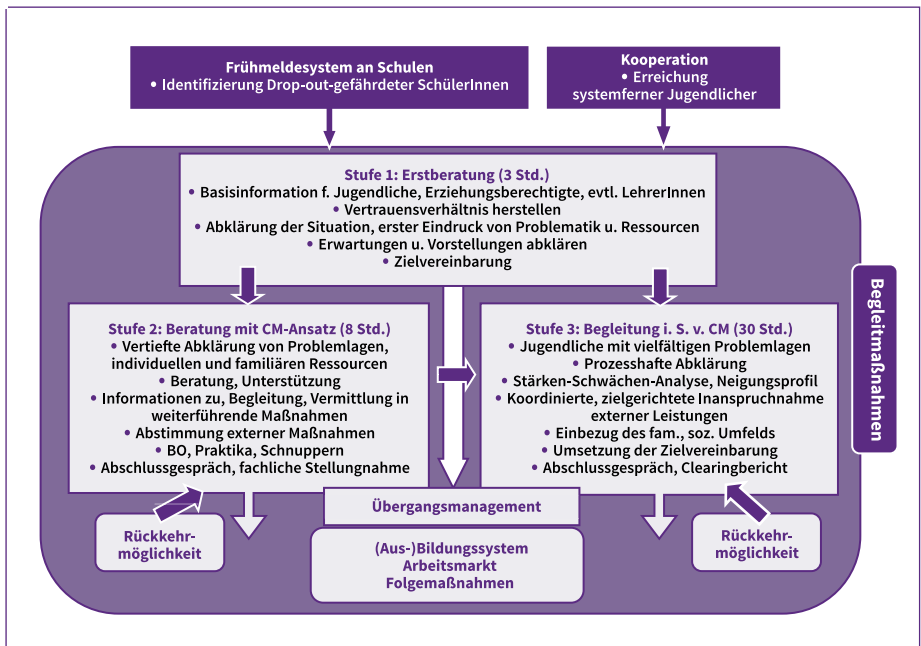 Frühmeldesystem an Schulen
• Identifizierung Drop-out-gefährdeter SchülerInnen
Kooperation
• Erreichung
systemferner Jugendlicher
Stufe 1: Erstberatung (3 Std.)
• Basisinformation f. Jugendliche, Erziehungsberechtigte, evtl. LehrerInnen
• Vertrauensverhältnis herstellen
• Abklärung der Situation, erster Eindruck von Problematik u. Ressourcen
• Erwartungen u. Vorstellungen abklären
• Zielvereinbarung
Begleitmaßnahmen
Stufe 2: Beratung mit CM-Ansatz (8 Std.)
• Vertiefte Abklärung von Problemlagen,
individuellen und familiären Ressourcen
• Beratung, Unterstützung
• Informationen zu, Begleitung, Vermittlung in
weiterführende Maßnahmen
• Abstimmung externer Maßnahmen
• BO, Praktika, Schnuppern
• Abschlussgespräch, fachliche Stellungnahme
Stufe 3: Begleitung i. S. v. CM (30 Std.)
• Jugendliche mit vielfältigen Problemlagen
• Prozesshafte Abklärung
• Stärken-Schwächen-Analyse, Neigungsprofil
• Koordinierte, zielgerichtete Inanspruchnahme
externer Leistungen
• Einbezug des fam., soz. Umfelds
• Umsetzung der Zielvereinbarung
• Abschlussgespräch, Clearingbericht
Rückkehr-
möglichkeit
Übergangsmanagement
(Aus-)Bildungssystem
Arbeitsmarkt
Folgemaßnahmen
Rückkehr-
möglichkeit